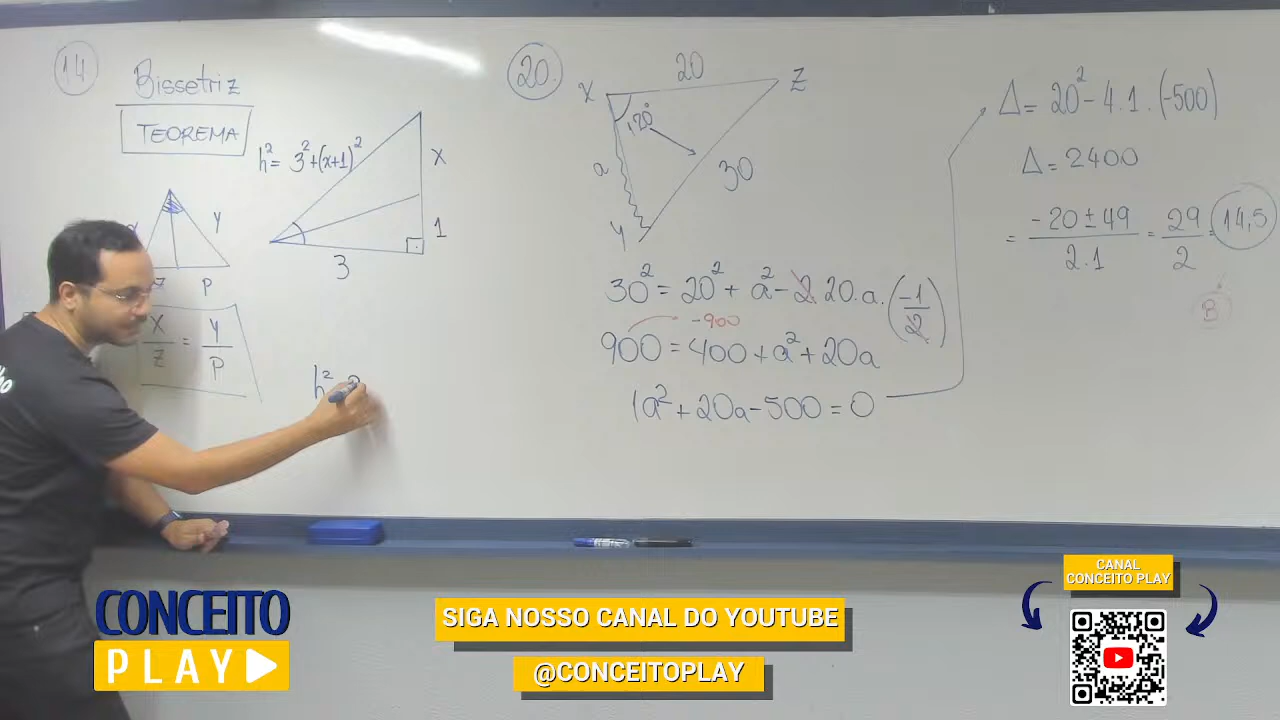 14
Bissetriz
TEOREMA
h² = 3² + (x+1)²
x
1
3
y
z
p
x/z = y/p
h²
20.
20
x
z
120°
a
30
y
30² = 20² + a² - 2 20.a.(-1/2)
-900
900 = 400 + a² + 20a
1a² + 20a - 500 = 0
Δ = 20² - 4.1.(-500)
Δ = 2400
= -20 ± 49 / 2.1 = 29/2 = 14,5
B
CONCEITO
PLAY
SIGA NOSSO CANAL DO YOUTUBE
@CONCEITOPLAY
CANAL
CONCEITO PLAY